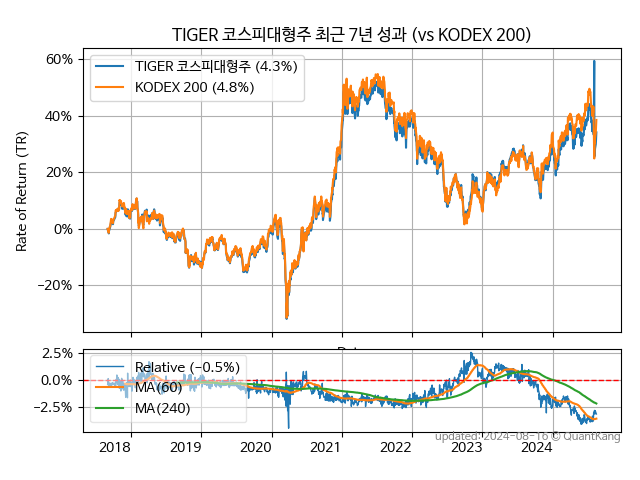 TIGER 코스피대형주 최근 7년 성과 (vs KODEX 200)
60%
40%
20%
0%
−20%
Rate of Return (TR)
TIGER 코스피대형주 (4.3%)
KODEX 200 (4.8%)
2.5%
0.0%
−2.5%
Relative (−0.5%)
MA(60)
MA(240)
2018 2019 2020 2021 2022 2023 2024
updated: 2024-08-16 © QuantKang